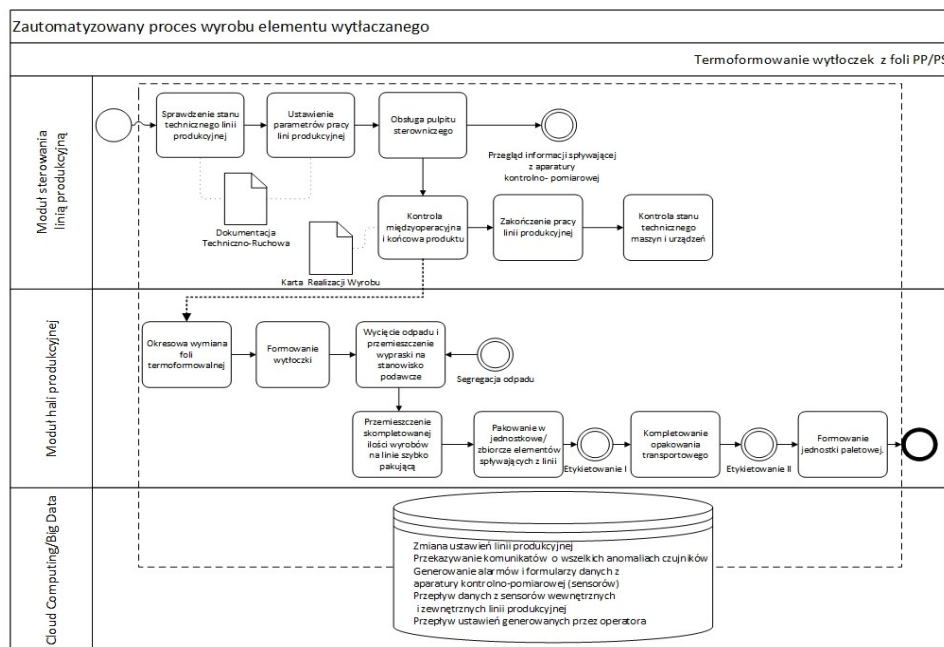 Zautomatyzowany proces wyrobu elementu wytłaczanego
Termoformowanie wytłoczek z foli PP/PS
Moduł sterowania
linią produkcyjną
Sprawdzenie stanu
technicznego linii
produkcyjnej
Ustawienie
parametrów pracy
lini produkcyjnej
Obsługa pulpitu
sterowniczego
Przegląd informacji spływającej
z aparatury
kontrolno- pomiarowej
Dokumentacja
Techniczno-Ruchowa
Karta Realizacji Wyrobu
Kontrola
międzyoperacyjna
i końcowa produktu
Zakończenie pracy
linii produkcyjnej
Kontrola stanu
technicznego
maszyn i urządzeń
Moduł hali produkcyjnej
Okresowa wymiana
foli
termoformowalnej
Formowanie
wytłoczki
Wycięcie odpadu i
przemieszczenie
wypraski na
stanowisko
podawcze
Segregacja odpadu
Przemieszczenie
skompletowanej
ilości wyrobów
na linie szybko
pakującą
Pakowanie w
jednostkowe/
zbiorcze elementów
spływających z linii
Etykietowanie I
Kompletowanie
opakowania
transportowego
Etykietowanie II
Formowanie
jednostki paletowej.
Cloud Computing/Big Data
Zmiana ustawień linii produkcyjnej
Przekazywanie komunikatów o wszelkich anomaliach czujników
Generowanie alarmów i formularzy danych z
aparatury kontrolno-pomiarowej (sensorów)
Przepływ danych z sensorów wewnętrznych
i zewnętrznych linii produkcyjnej
Przepływ ustawień generowanych przez operatora